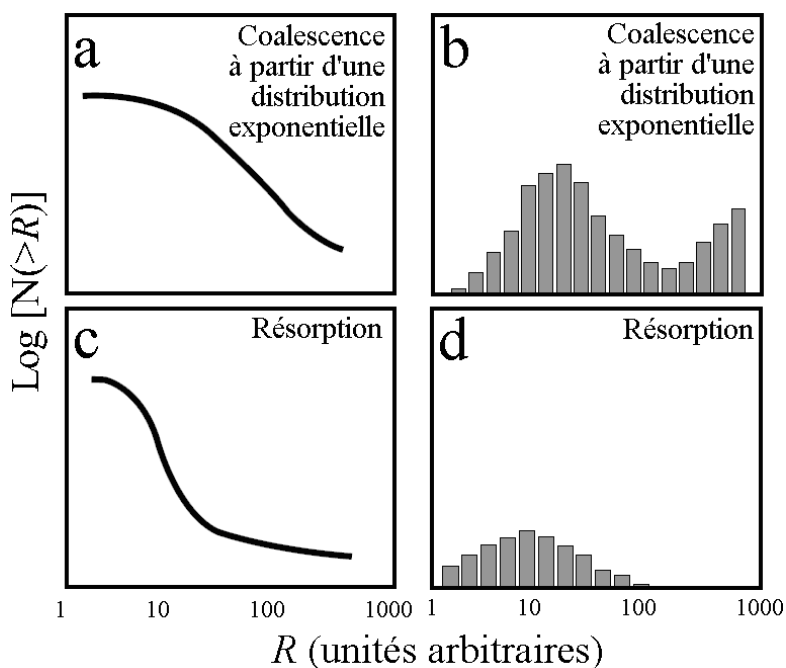 a
Coalescence
à partir d'une
distribution
exponentielle
b
Coalescence
à partir d'une
distribution
exponentielle
Log [N(>R)]
c
Résorption
d
Résorption
1 10 100 1000
1 10 100 1000
R (unités arbitraires)